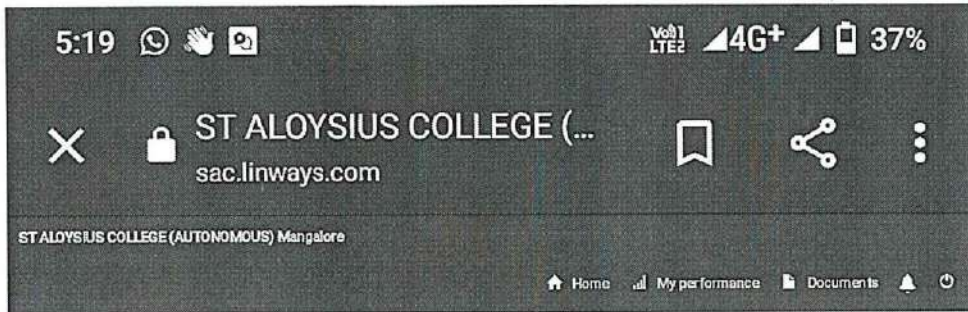 5:19 Vo)) 1 LTE2 4G+ 37%
ST ALOYSIUS COLLEGE (...
sac.linways.com
ST ALOYSIUS COLLEGE (AUTONOMOUS) Mangalore
Home My performance Documents